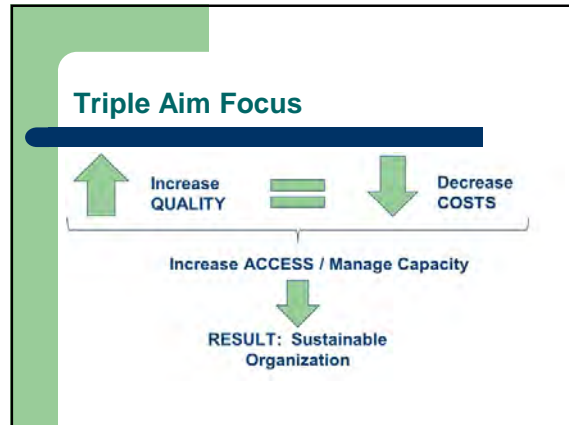 Triple Aim Focus
Increase
QUALITY
Decrease
COSTS
Increase ACCESS / Manage Capacity
RESULT: Sustainable
Organization